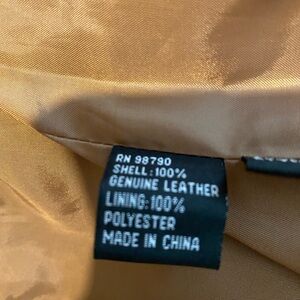 RN 98790
SHELL:100%
GENUINE LEATHER
LINING:100%
POLYESTER
MADE IN CHINA